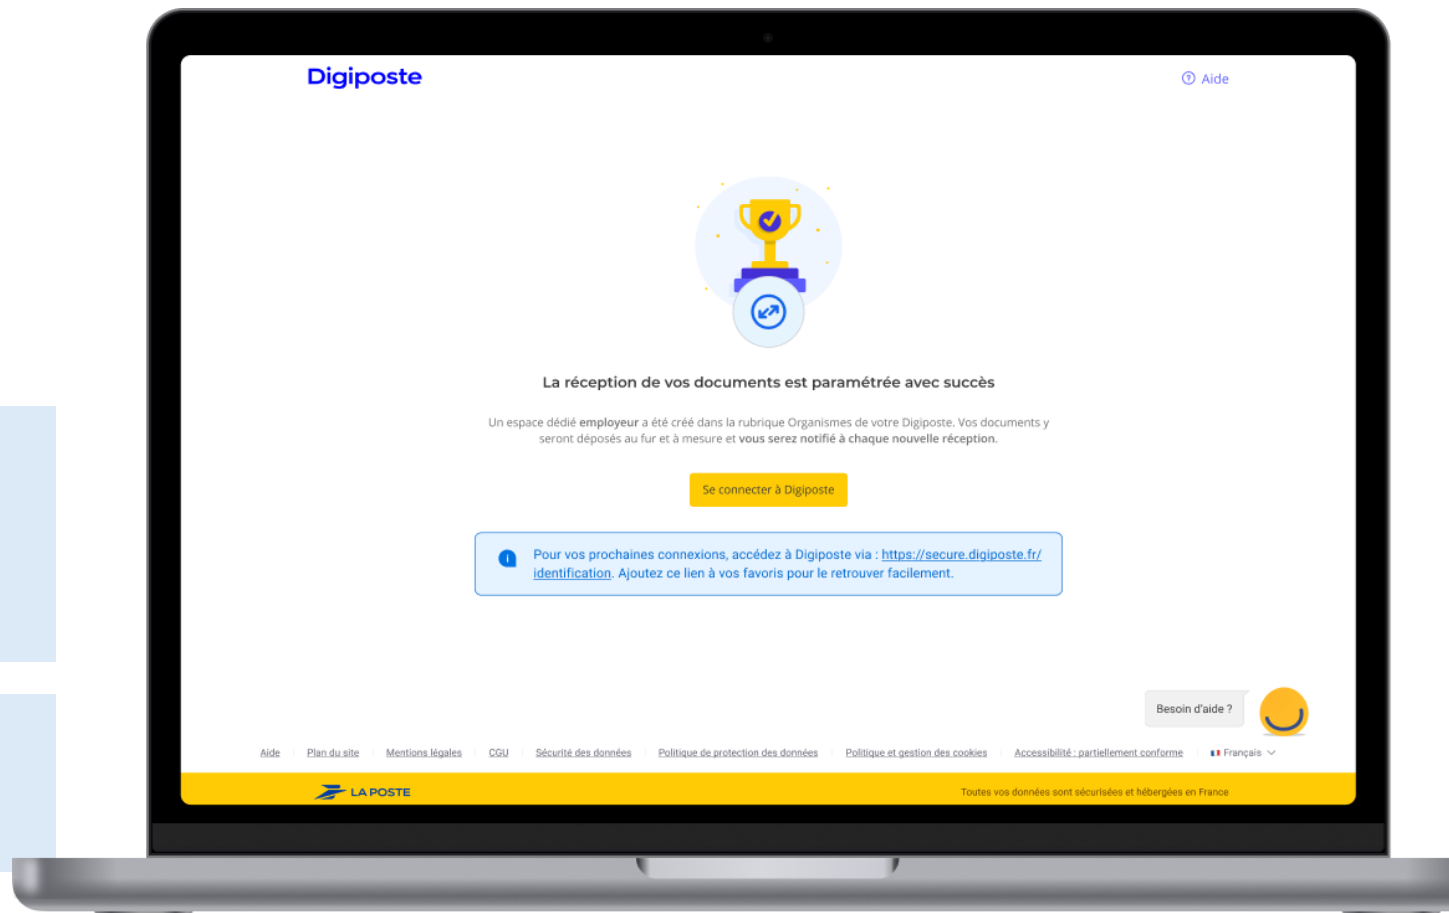 Digiposte
Aide
La réception de vos documents est paramétrée avec succès
Un espace dédié employeur a été créé dans la rubrique Organismes de votre Digiposte. Vos documents y
seront déposés au fur et à mesure et vous serez notifié à chaque nouvelle réception.
Se connecter à Digiposte
Pour vos prochaines connexions, accédez à Digiposte via : https://secure.digiposte.fr/
identification. Ajoutez ce lien à vos favoris pour le retrouver facilement.
Besoin d'aide ?
Aide Plan du site Mentions légales CGU Sécurité des données Politique de protection des données Politique et gestion des cookies Accessibilité : partiellement conforme Français
LA POSTE
Toutes vos données sont sécurisées et hébergées en France